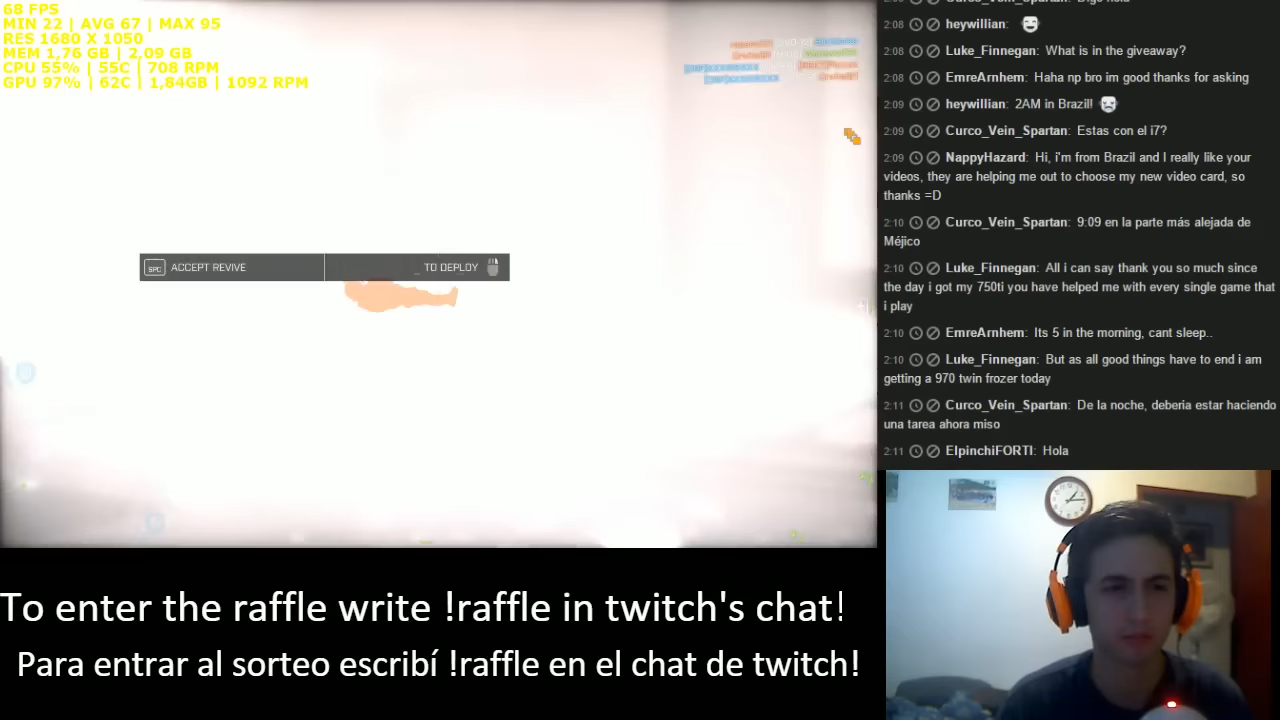 68 FPS
MIN 22 | AVG 67 | MAX 95
RES 1680 X 1050
MEM 1,76 GB | 2,09 GB
CPU 55% | 55C | 708 RPM
GPU 97% | 62C | 1,84GB | 1092 RPM
SPC ACCEPT REVIVE
_ TO DEPLOY
2:08 heywillian:
2:08 Luke_Finnegan: What is in the giveaway?
2:08 EmreArnhem: Haha np bro im good thanks for asking
2:09 heywillian: 2AM in Brazil!
2:09 Curco_Vein_Spartan: Estas con el i7?
2:09 NappyHazard: Hi, i'm from Brazil and I really like your
videos, they are helping me out to choose my new video card, so
thanks =D
2:10 Curco_Vein_Spartan: 9:09 en la parte más alejada de
Méjico
2:10 Luke_Finnegan: All i can say thank you so much since
the day i got my 750ti you have helped me with every single game that
i play
2:10 EmreArnhem: Its 5 in the morning, cant sleep..
2:10 Luke_Finnegan: But as all good things have to end i am
getting a 970 twin frozer today
2:11 Curco_Vein_Spartan: De la noche, deberia estar haciendo
una tarea ahora miso
2:11 ElpinchiFORTI: Hola
To enter the raffle write !raffle in twitch's chat!
Para entrar al sorteo escribí !raffle en el chat de twitch!